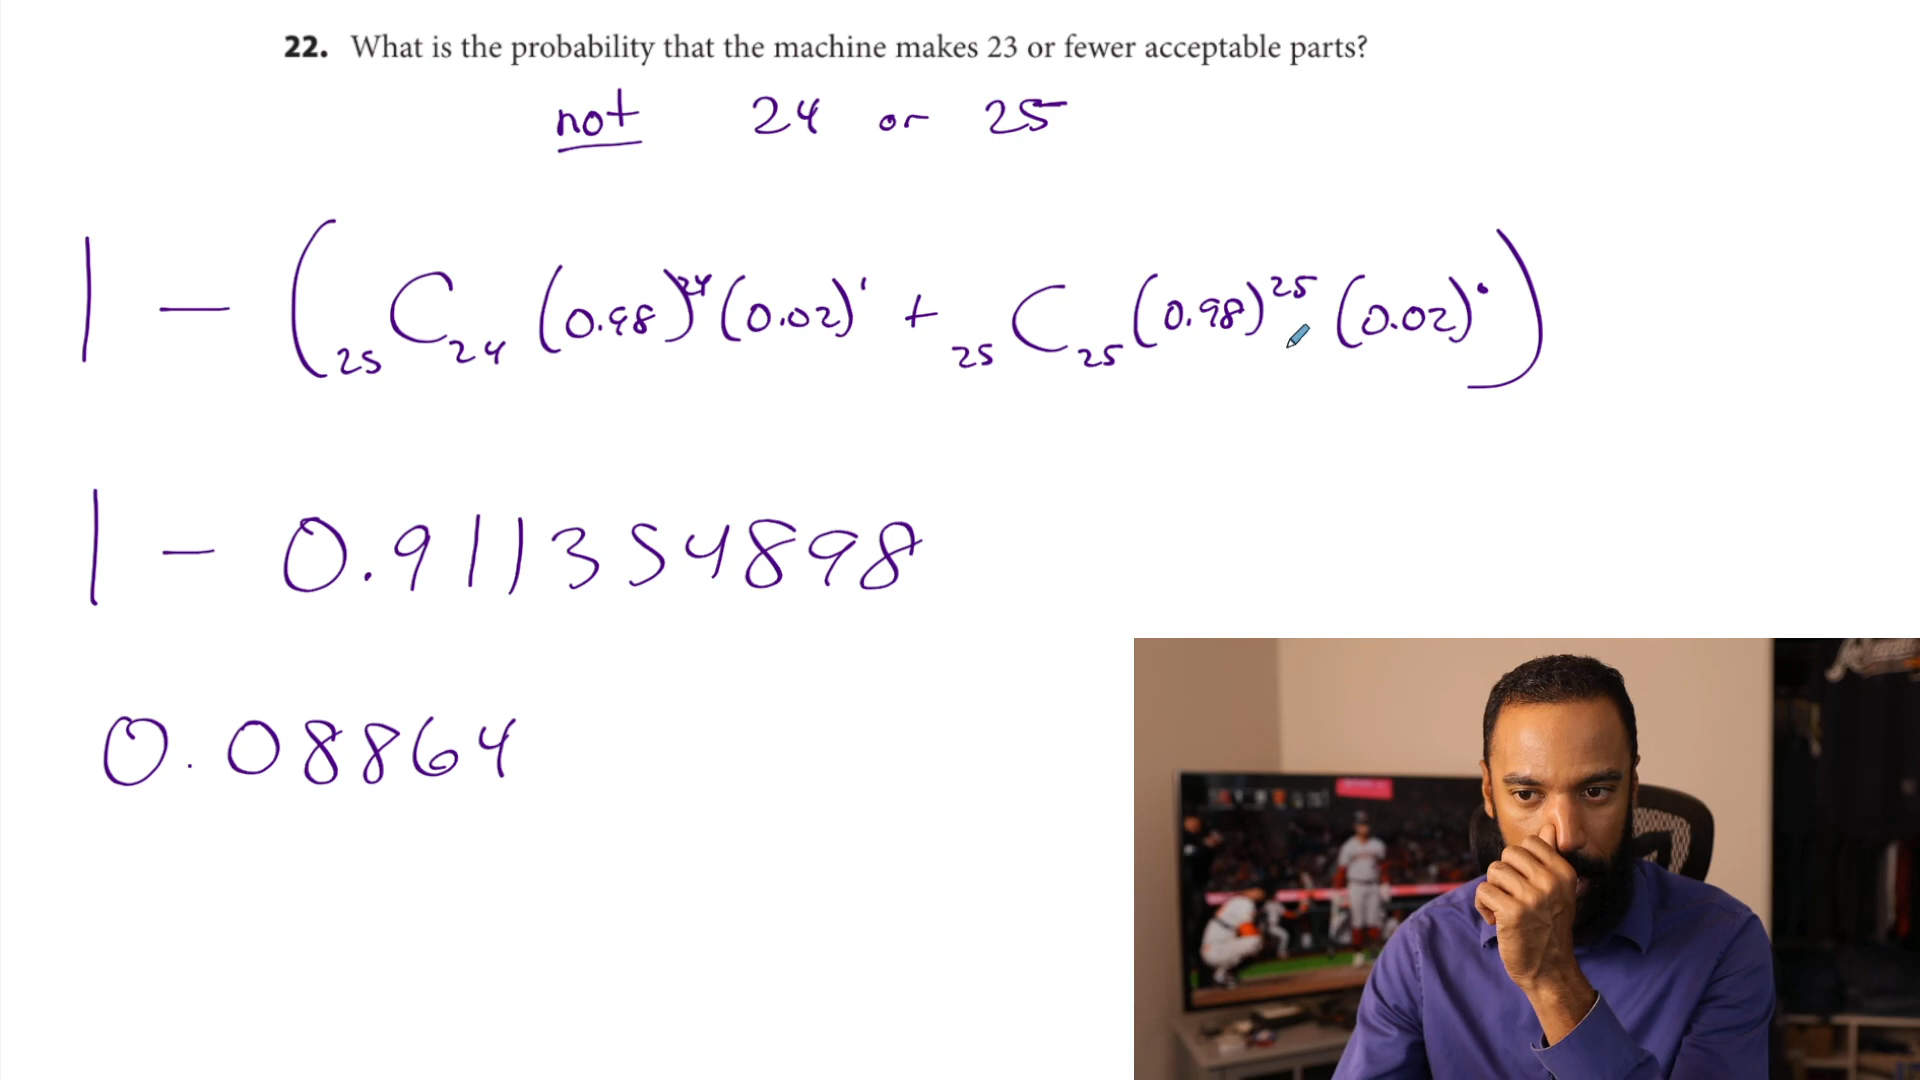 22. What is the probability that the machine makes 23 or fewer acceptable parts?
not 24 or 25
1 - (₂₅C₂₄ (0.98)²⁴ (0.02)¹ + ₂₅C₂₅ (0.98)²⁵ (0.02)⁰)
1 - 0.911354898
0.08864